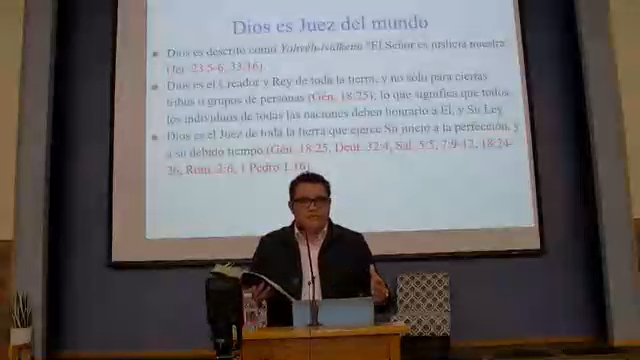 Dios es Juez del mundo
Dios es descrito como Yahveh-tsidkenu "El Señor es justicia nuestra"
(Jer. 23:5-6, 33:16)
Dios es el Creador y Rey de toda la tierra, y no sólo para ciertas
tribus o grupos de personas (Gén. 18:25), lo que significa que todos
los individuos de todas las naciones deben honrarlo a Él, y Su Ley
Dios es el Juez de toda la tierra que ejerce Su juicio a la perfección, y
a su debido tiempo (Gén. 18:25, Deut. 32:4, Sal. 5:5, 7:9-12, 18:24-
26, Rom. 2:6, 1 Pedro 1:16)